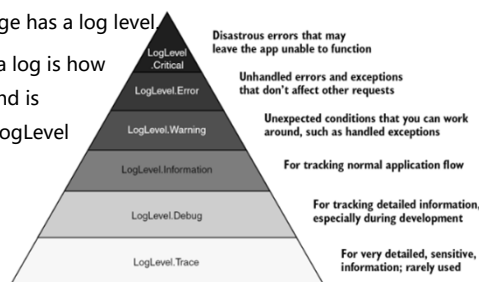 ge has a log level.
a log is how
nd is
ogLevel
LogLevel
.Critical
Disastrous errors that may
leave the app unable to function
LogLevel.Error
Unhandled errors and exceptions
that don't affect other requests
LogLevel.Warning
Unexpected conditions that you can work
around, such as handled exceptions
LogLevel.Information
For tracking normal application flow
LogLevel.Debug
For tracking detailed information,
especially during development
LogLevel.Trace
For very detailed, sensitive,
information; rarely used